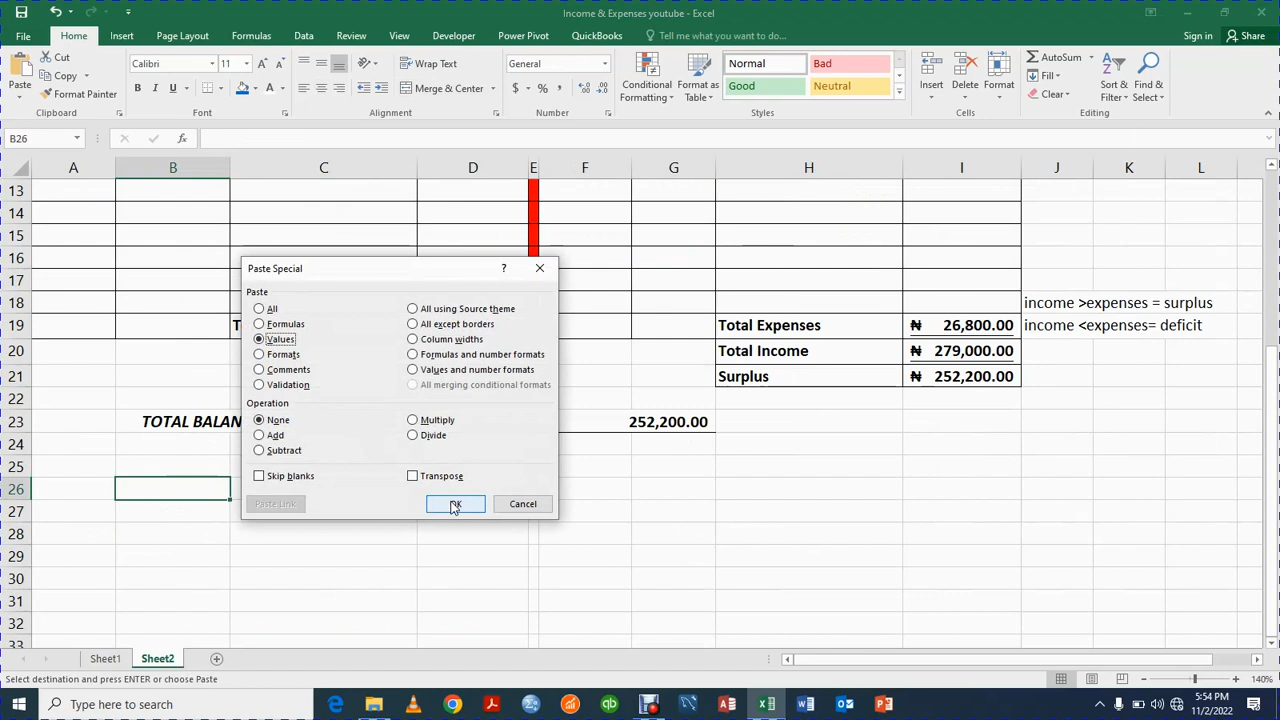 Income & Expenses youtube - Excel
File Home Insert Page Layout Formulas Data Review View Developer Power Pivot QuickBooks Tell me what you want to do... Sign in Share
Cut
Copy
Format Painter
Paste
Clipboard
Calibri 11
B I U
Font
Wrap Text
Merge & Center
Alignment
General
$ % ,
Number
Conditional Formatting
Format as Table
Normal Bad
Good Neutral
Styles
Insert Delete Format
Cells
AutoSum
Fill
Clear
Sort & Filter
Find & Select
Editing
B26 fx
A B C D E F G H I J K L
13
14
15
16
17
18 income >expenses = surplus
19 T Total Expenses ₦ 26,800.00 income <expenses= deficit
20 Total Income ₦ 279,000.00
21 Surplus ₦ 252,200.00
22
23 TOTAL BALAN 252,200.00
24
25
26
27
28
29
30
31
32
33
Paste Special ?
Paste
All All using Source theme
Formulas All except borders
Values Column widths
Formats Formulas and number formats
Comments Values and number formats
Validation All merging conditional formats
Operation
None Multiply
Add Divide
Subtract
Skip blanks Transpose
Paste Link OK Cancel
Sheet1 Sheet2
Select destination and press ENTER or choose Paste 140%
Type here to search
5:54 PM
11/2/2022